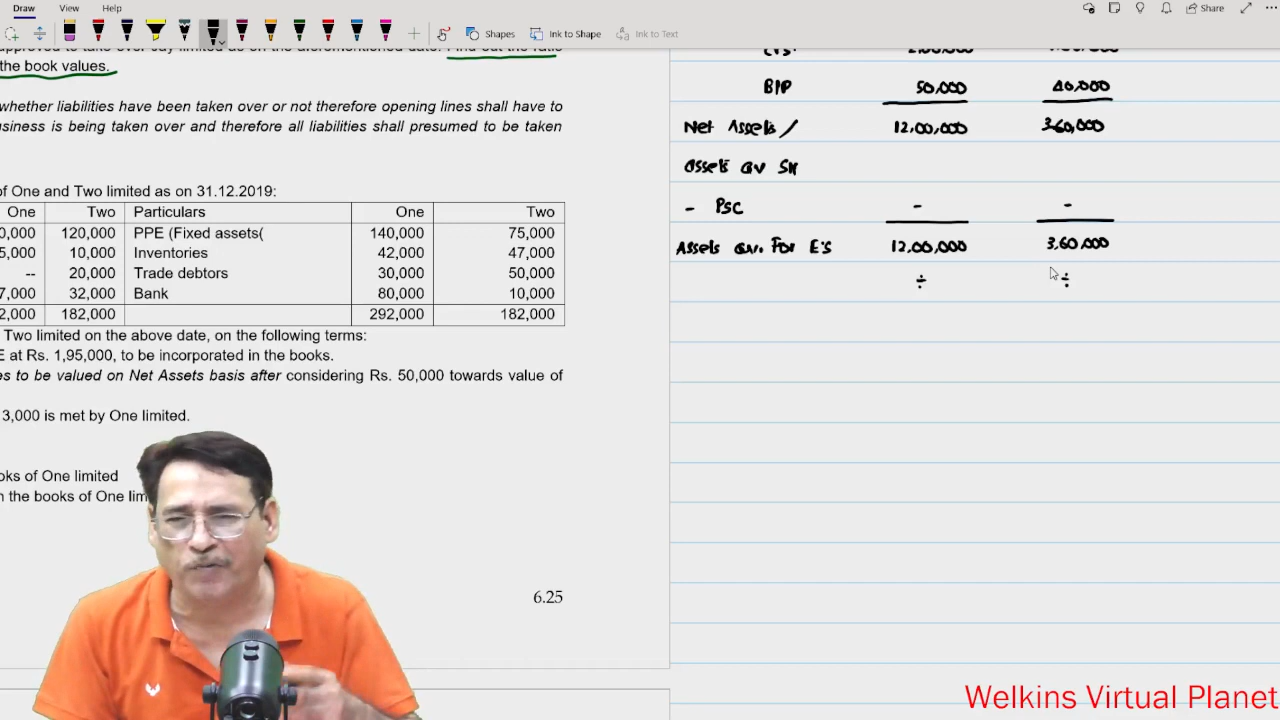 Draw View Help
Shapes Ink to Shape Ink to Text Share
the book values.
whether liabilities have been taken over or not therefore opening lines shall have to
usiness is being taken over and therefore all liabilities shall presumed to be taken
of One and Two limited as on 31.12.2019:
One Two Particulars One Two
0,000 120,000 PPE (Fixed assets( 140,000 75,000
5,000 10,000 Inventories 42,000 47,000
-- 20,000 Trade debtors 30,000 50,000
7,000 32,000 Bank 80,000 10,000
2,000 182,000 292,000 182,000
Two limited on the above date, on the following terms:
E at Rs. 1,95,000, to be incorporated in the books.
es to be valued on Net Assets basis after considering Rs. 50,000 towards value of
3,000 is met by One limited.
oks of One limited
n the books of One lim
6.25
BIP 50,000 40,000
Net Assets/ 12,00,000 3,60,000
assets av SH
- PSC - -
Assets av. For E's 12,00,000 3,60,000
÷ ÷
Welkins Virtual Planet